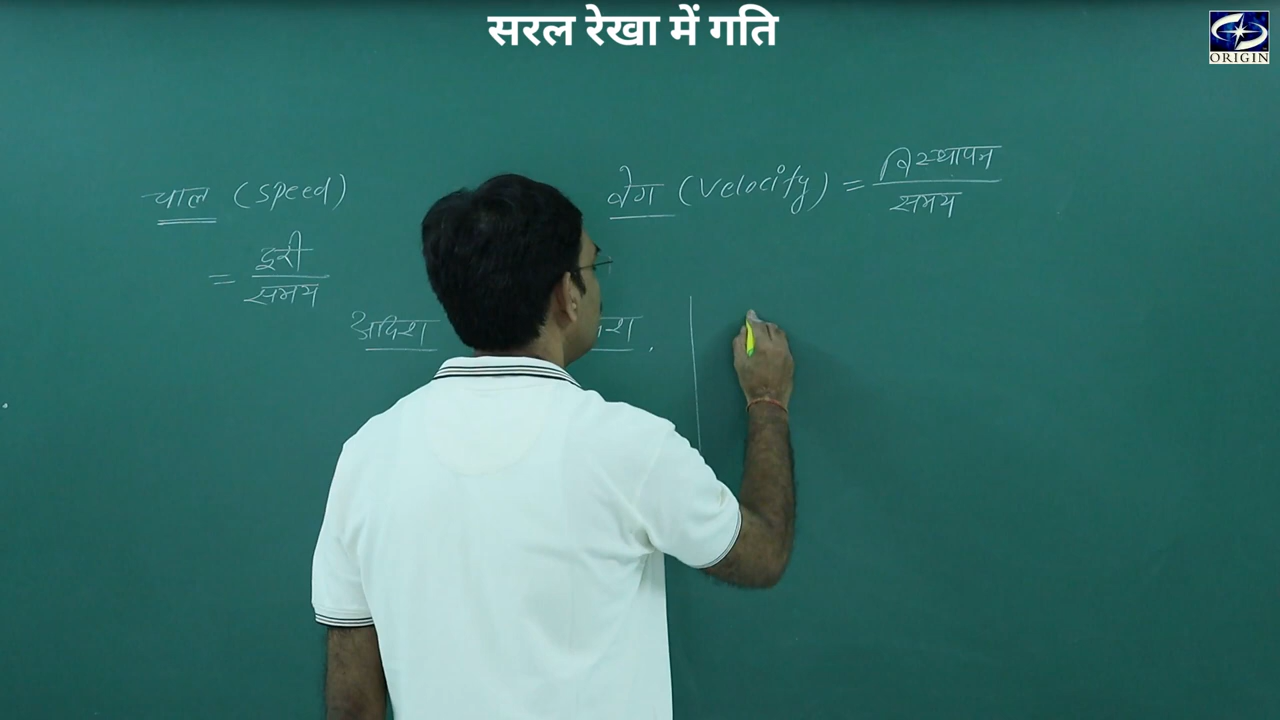 सरल रेखा में गति
ORIGIN
चाल (speed)
= दूरी / समय
वेग (Velocity) = विस्थापन / समय
अदिश